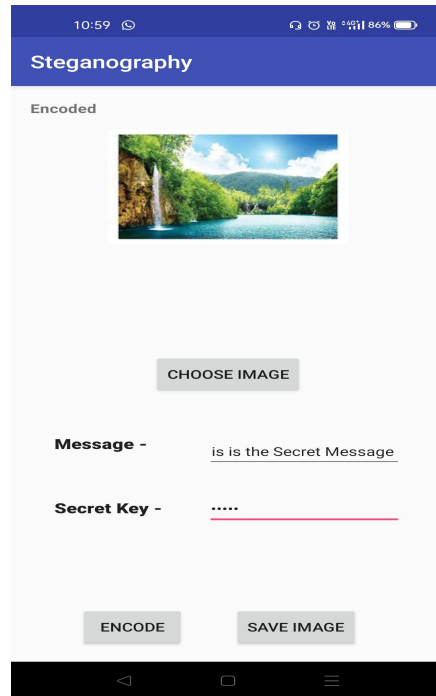 10:59 86%
Steganography
Encoded
CHOOSE IMAGE
Message - is is the Secret Message
Secret Key - •••••
ENCODE SAVE IMAGE